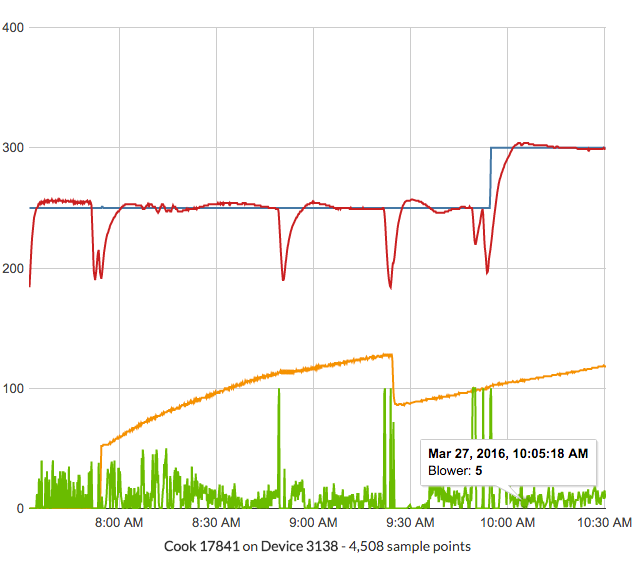 400
300
200
100
0
Mar 27, 2016, 10:05:18 AM
Blower: 5
8:00 AM 8:30 AM 9:00 AM 9:30 AM 10:00 AM 10:30 AM
Cook 17841 on Device 3138 - 4,508 sample points